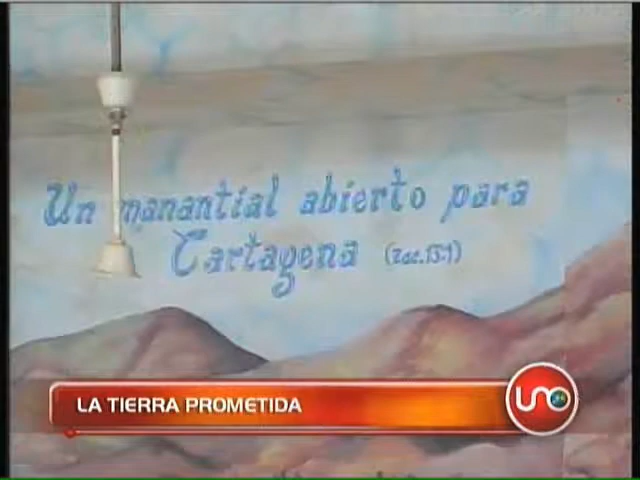 Un manantial abierto para
Cartagena (Zac.13:1)
LA TIERRA PROMETIDA
UNO